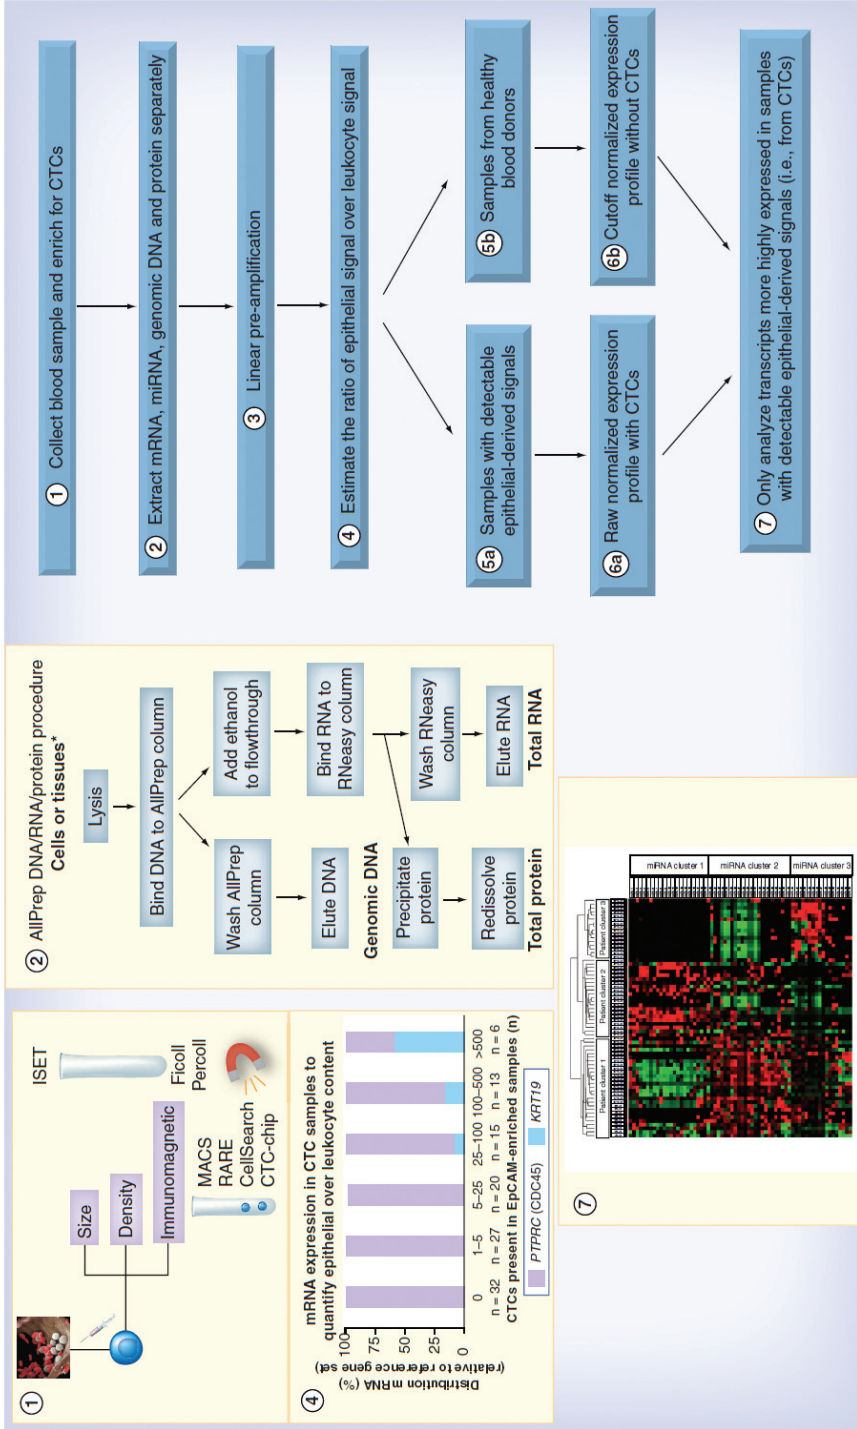 1
ISET
Size
Density
Immunomagnetic
Ficoll
Percoll
MACS
RARE
CellSearch
CTC-chip
2 AllPrep DNA/RNA/protein procedure
Cells or tissues*
Lysis
Bind DNA to AllPrep column
Wash AllPrep
column
Add ethanol
to flowthrough
Elute DNA
Genomic DNA
Bind RNA to
RNeasy column
Precipitate
protein
Wash RNeasy
column
Redissolve
protein
Elute RNA
Total protein
Total RNA
4
mRNA expression in CTC samples to
quantify epithelial over leukocyte content
Distribution mRNA (%)
(relative to reference gene set)
100
75
50
25
0
0 1–5 5–25 25–100 100–500 >500
n = 32 n = 27 n = 20 n = 15 n = 13 n = 6
CTCs present in EpCAM-enriched samples (n)
PTPRC (CDC45) KRT19
7
Patient cluster 1 Patient cluster 2 Patient cluster 3
miRNA cluster 1
miRNA cluster 2
miRNA cluster 3
1 Collect blood sample and enrich for CTCs
2 Extract mRNA, miRNA, genomic DNA and protein separately
3 Linear pre-amplification
4 Estimate the ratio of epithelial signal over leukocyte signal
5a Samples with detectable
epithelial-derived signals
5b Samples from healthy
blood donors
6a Raw normalized expression
profile with CTCs
6b Cutoff normalized expression
profile without CTCs
7 Only analyze transcripts more highly expressed in samples
with detectable epithelial-derived signals (i.e., from CTCs)